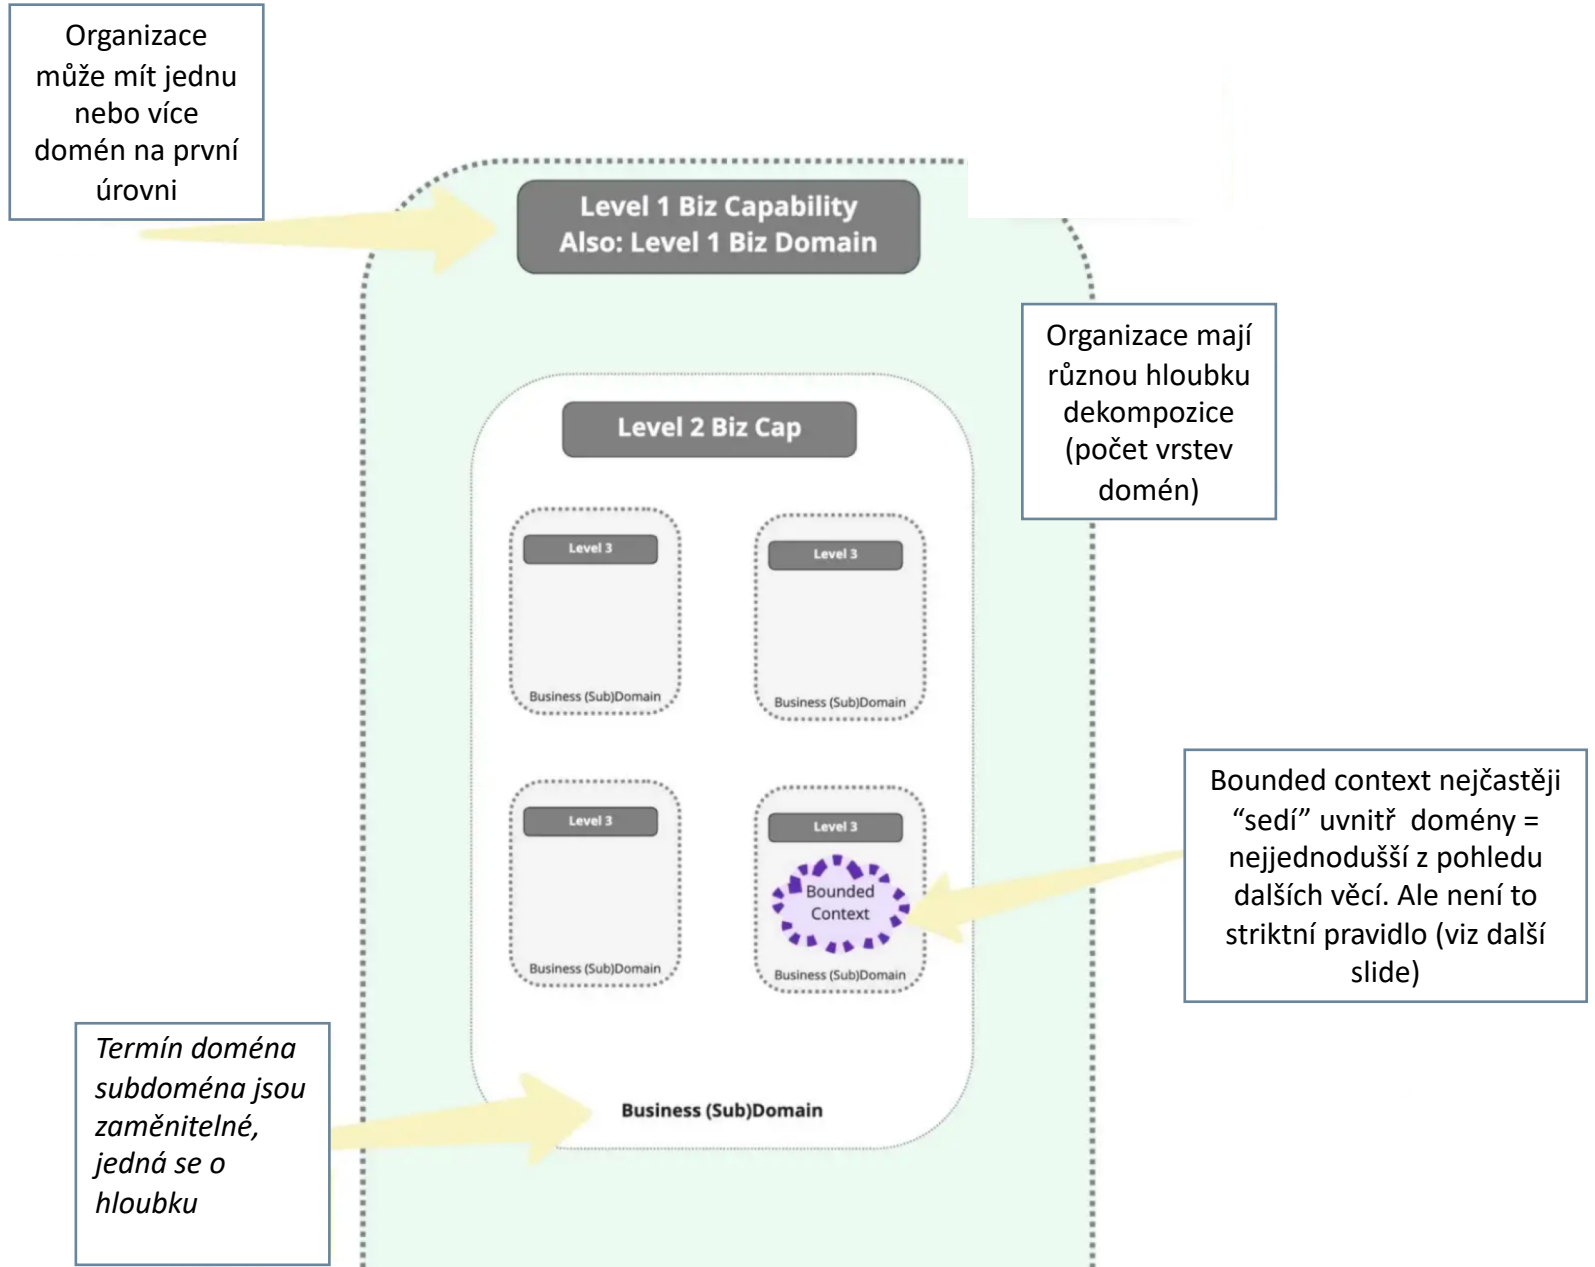 Organizace
může mít jednu
nebo více
domén na první
úrovni
Level 1 Biz Capability
Also: Level 1 Biz Domain
Organizace mají
různou hloubku
dekompozice
(počet vrstev
domén)
Level 2 Biz Cap
Level 3
Business (Sub)Domain
Level 3
Business (Sub)Domain
Level 3
Business (Sub)Domain
Level 3
Bounded
Context
Business (Sub)Domain
Bounded context nejčastěji
“sedí” uvnitř domény =
nejjednodušší z pohledu
dalších věcí. Ale není to
striktní pravidlo (viz další
slide)
Termín doména
subdoména jsou
zaměnitelné,
jedná se o
hloubku
Business (Sub)Domain